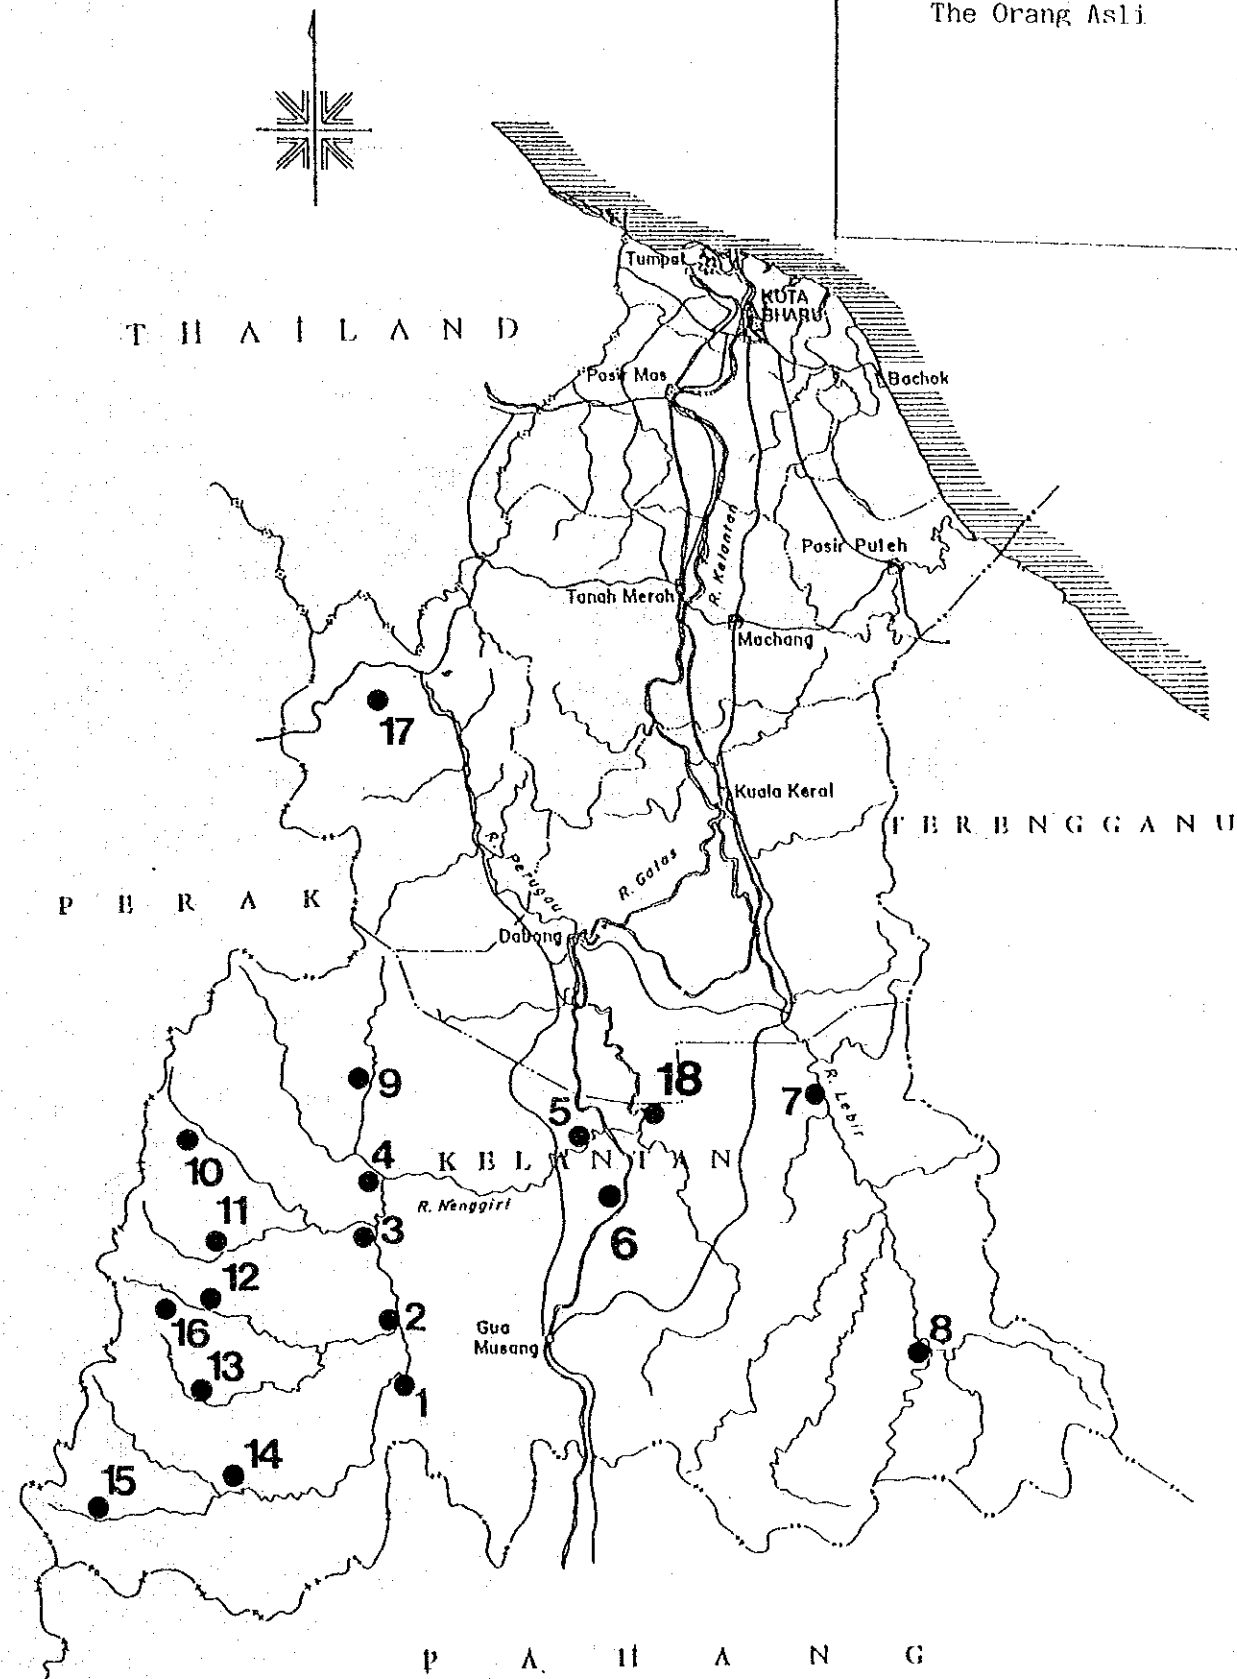 The Orang Asli
Tumpat
KOTA
BHARU
THAILAND
Pasir Mas
Bachok
R. Kelantan
Pasir Puteh
Tanah Merah
Machang
17
Kuala Kerai
TERENGGANU
R. Pergau
R. Galas
PERAK
Dabong
9
18
7
R. Lebir
5
10
4
KELANTAN
R. Nenggiri
11
3
6
12
2
16
Gua
Musang
8
13
1
14
15
PAHANG